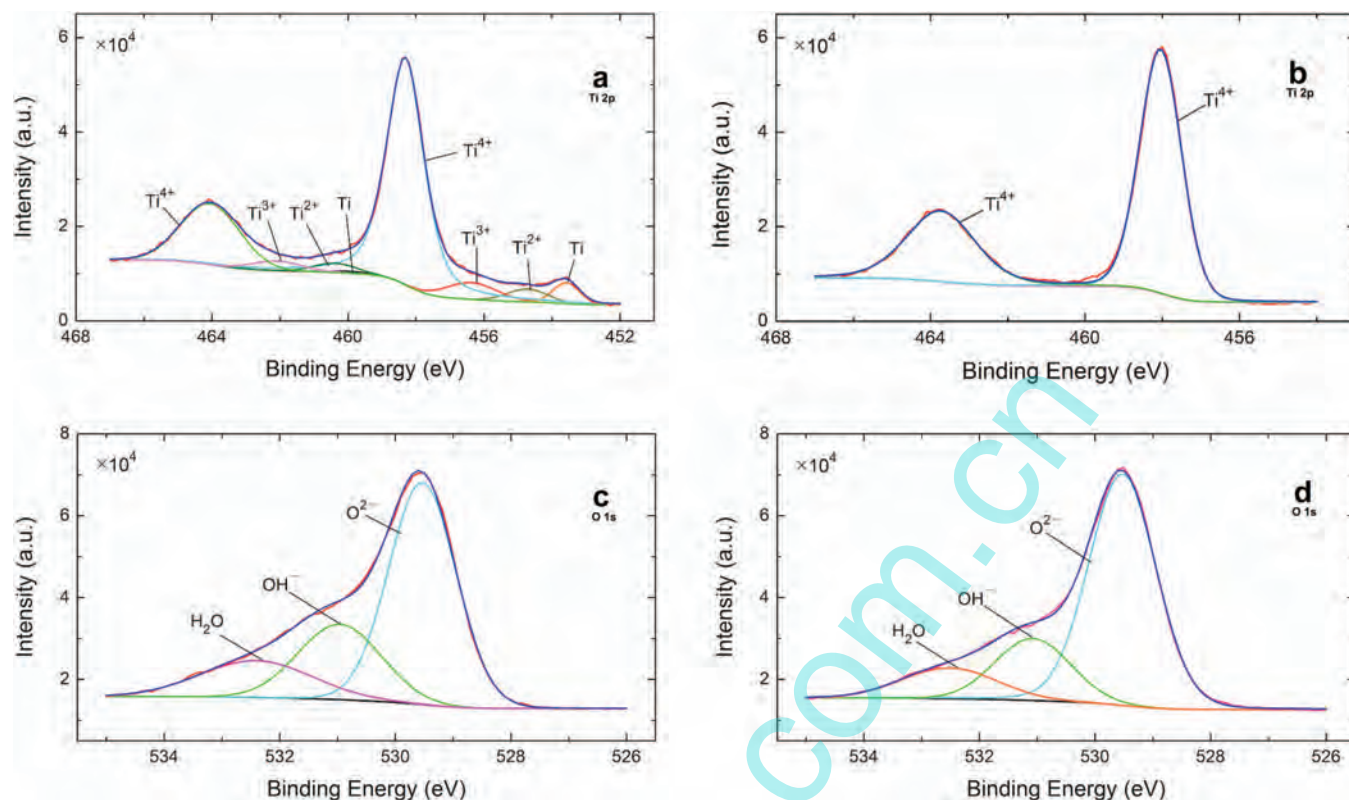 ×10⁴
a
Ti 2p
Ti⁴⁺
Ti³⁺
Ti²⁺
Ti
Ti⁴⁺
Ti³⁺
Ti²⁺
Ti
6
4
2
0
468 464 460 456 452
Intensity (a.u.)
Binding Energy (eV)
×10⁴
b
Ti 2p
Ti⁴⁺
Ti⁴⁺
6
4
2
0
468 464 460 456
Intensity (a.u.)
Binding Energy (eV)
×10⁴
c
O 1s
O²⁻
OH⁻
H₂O
8
6
4
2
534 532 530 528 526
Intensity (a.u.)
Binding Energy (eV)
×10⁴
d
O 1s
O²⁻
OH⁻
H₂O
8
6
4
2
534 532 530 528 526
Intensity (a.u.)
Binding Energy (eV)
com.cn